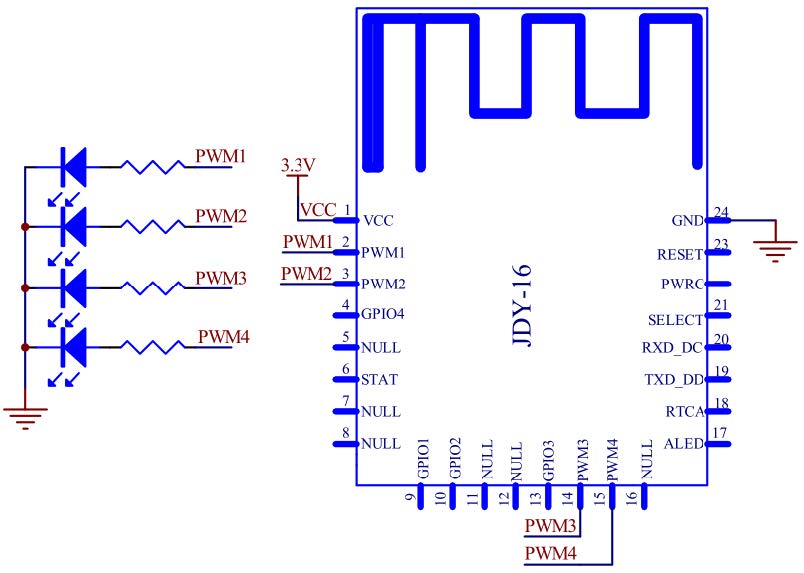 PWM1
PWM2
PWM3
PWM4
3.3V
VCC
PWM1
PWM2
1 VCC
2 PWM1
3 PWM2
4 GPIO4
5 NULL
6 STAT
7 NULL
8 NULL
JDY-16
GND 24
RESET 23
PWRC
SELECT 21
RXD_DC 20
TXD_DD 19
RTCA 18
ALED 17
GPIO1 9
GPIO2 10
NULL 11
NULL 12
GPIO3 13
PWM3 14
PWM4 15
NULL 16
PWM3
PWM4